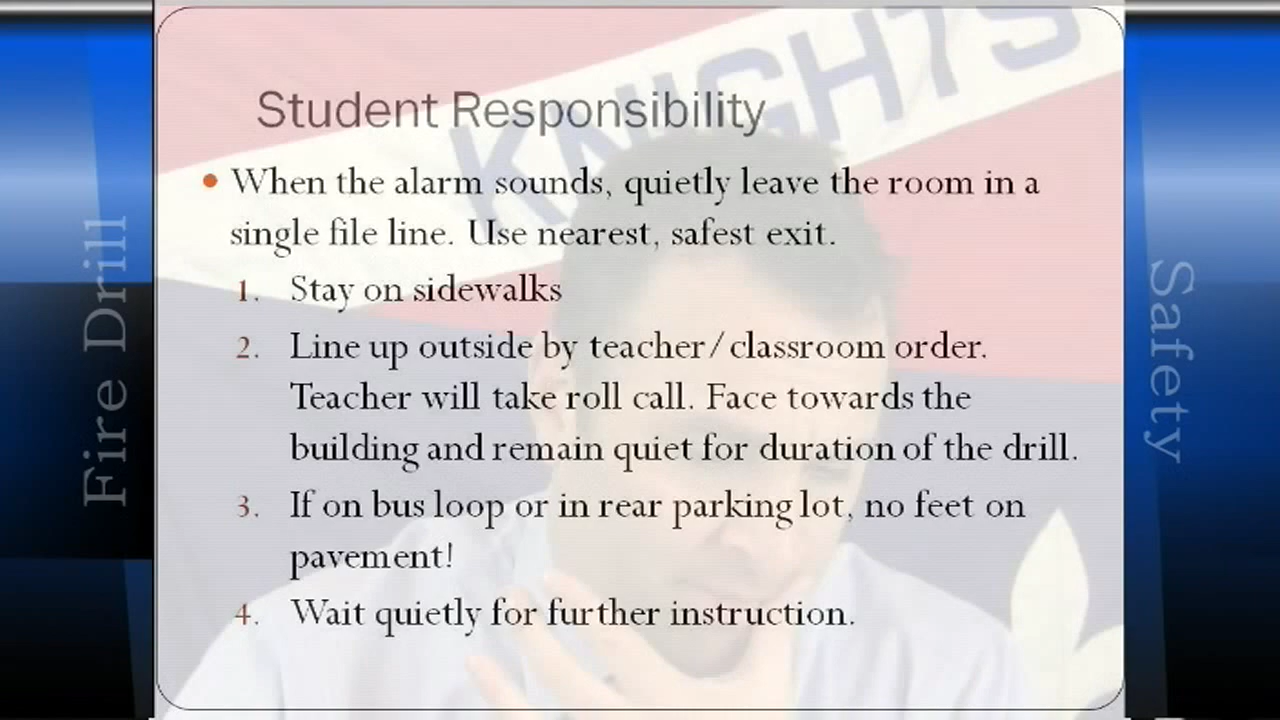 KNIGHTS
Student Responsibility
• When the alarm sounds, quietly leave the room in a
single file line. Use nearest, safest exit.
1. Stay on sidewalks
2. Line up outside by teacher/classroom order.
Teacher will take roll call. Face towards the
building and remain quiet for duration of the drill.
3. If on bus loop or in rear parking lot, no feet on
pavement!
4. Wait quietly for further instruction.
Fire Drill
Safety